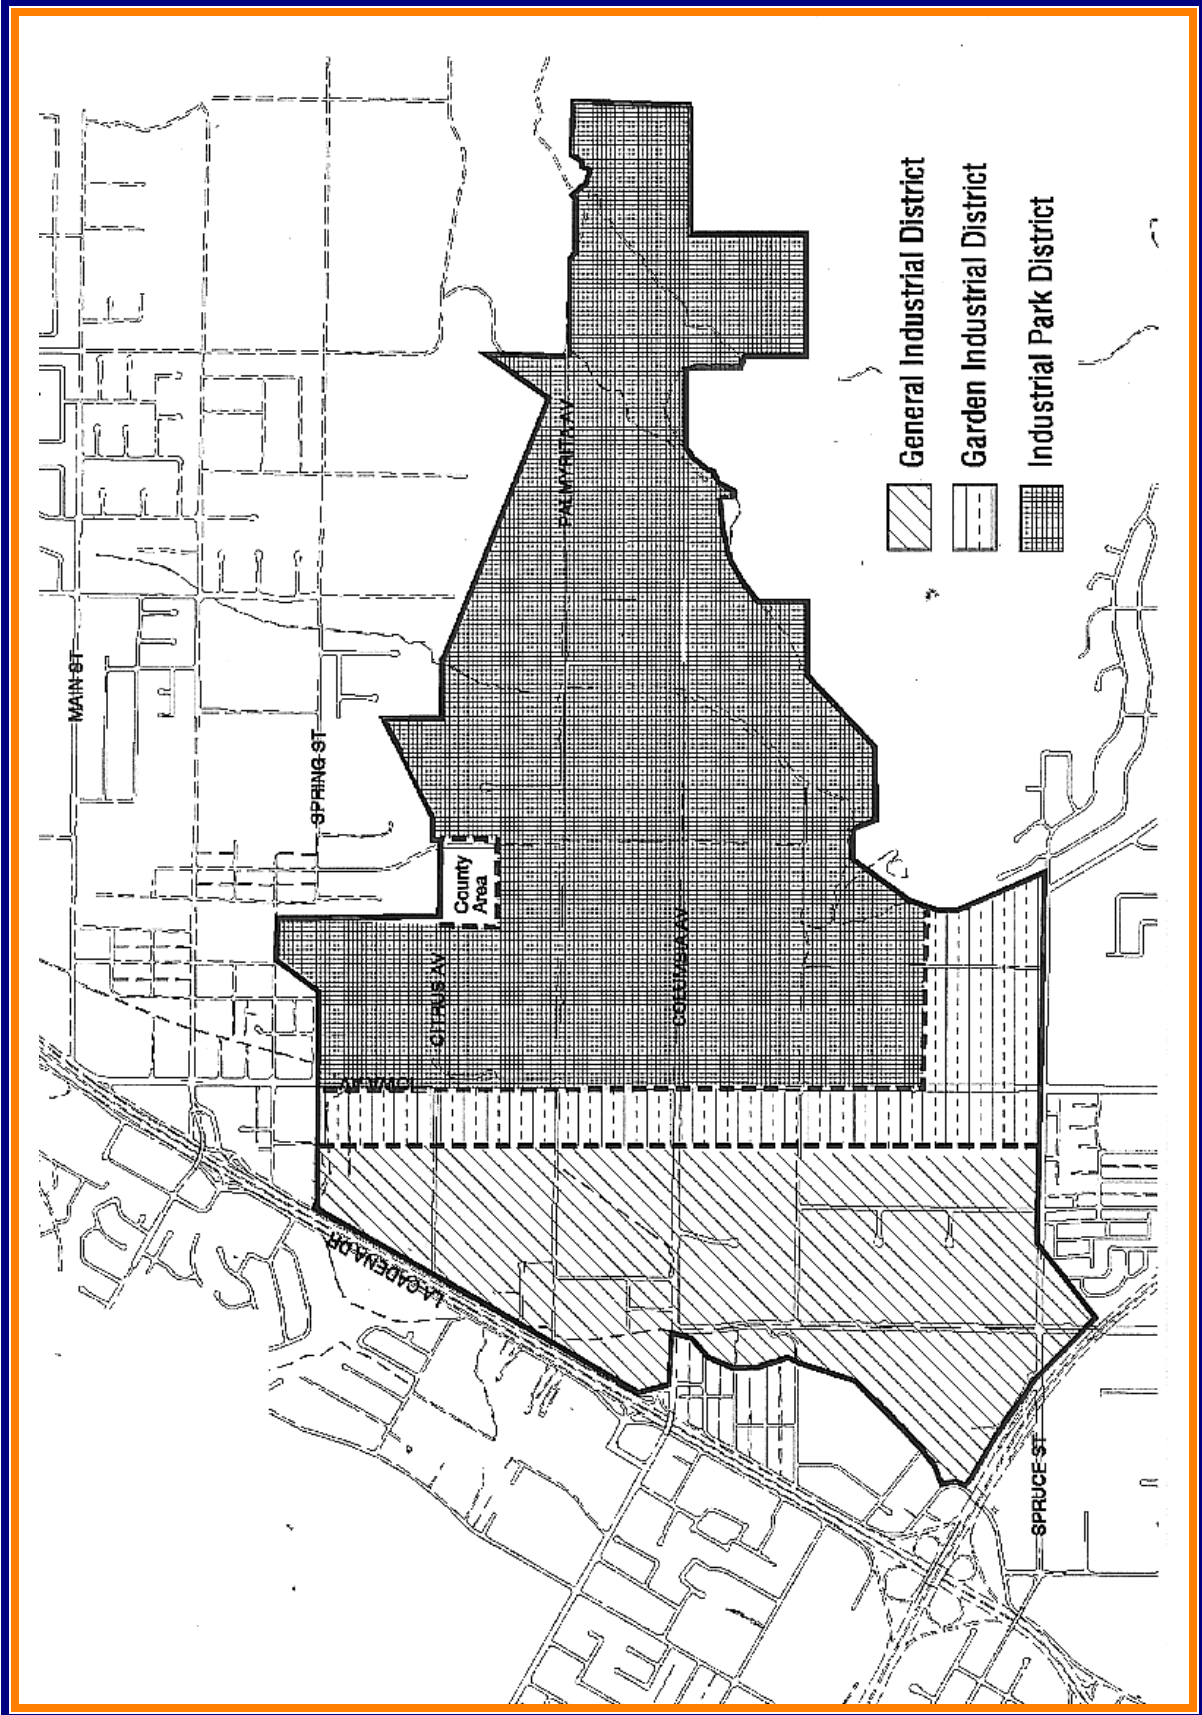 MAIN ST
SPRING ST
CITRUS AV
PALMYRITA AV
COLUMBIA AV
LA CADENA DR
SPRUCE ST
County
Area
General Industrial District
Garden Industrial District
Industrial Park District